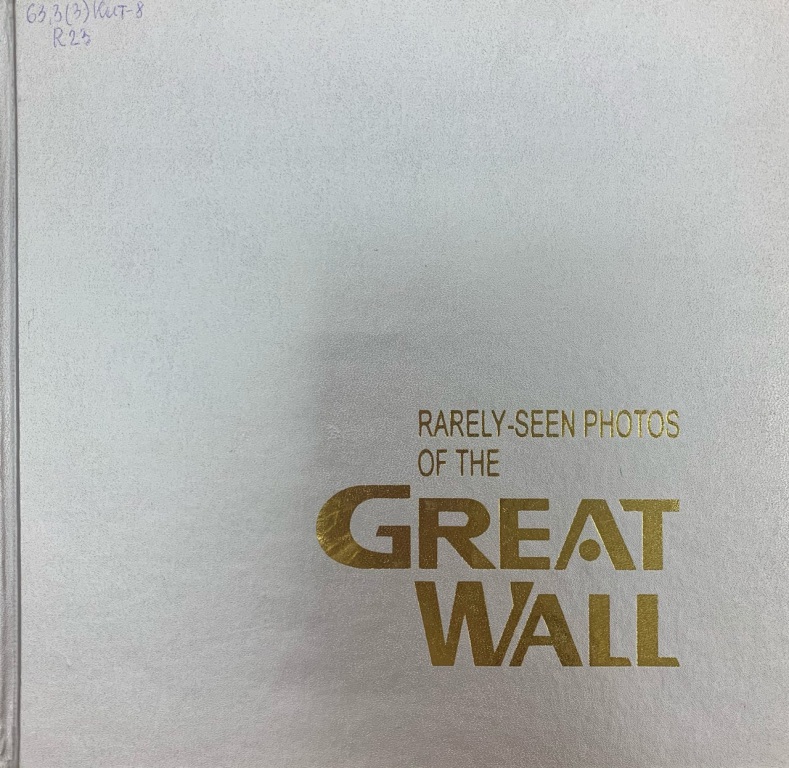 63.3(3)Кит-8
R23
RARELY-SEEN PHOTOS
OF THE
GREAT
WALL